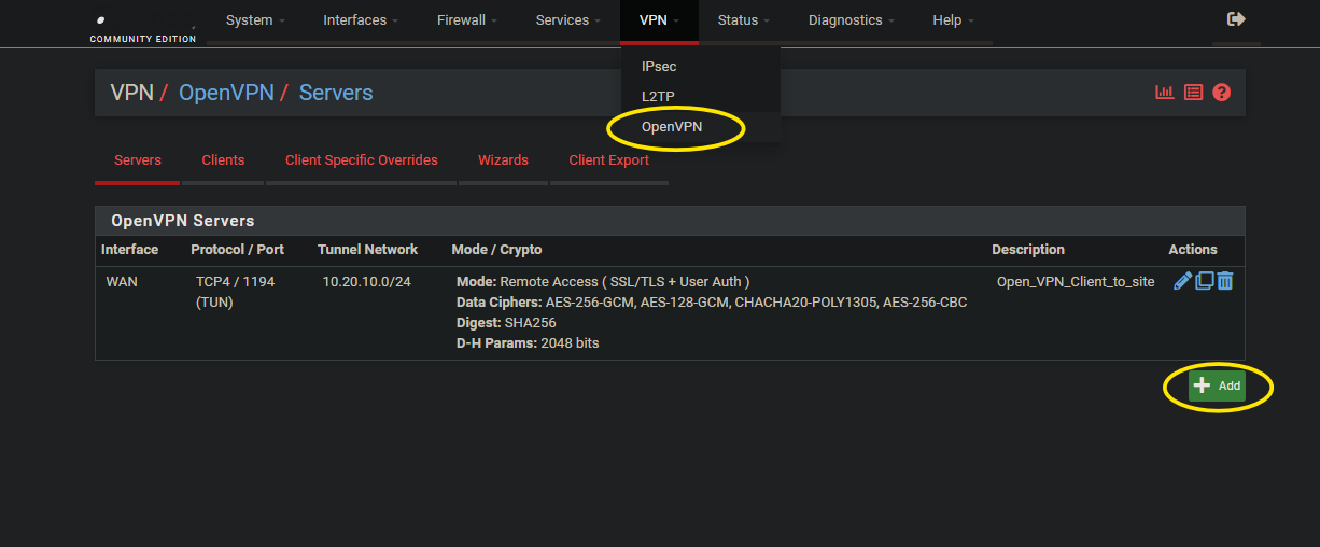 System Interfaces Firewall Services VPN Status Diagnostics Help
COMMUNITY EDITION
IPsec
L2TP
OpenVPN
VPN / OpenVPN / Servers
Servers Clients Client Specific Overrides Wizards Client Export
OpenVPN Servers
Interface Protocol / Port Tunnel Network Mode / Crypto Description Actions
WAN TCP4 / 1194 10.20.10.0/24 Mode: Remote Access ( SSL/TLS + User Auth ) Open_VPN_Client_to_site
(TUN) Data Ciphers: AES-256-GCM, AES-128-GCM, CHACHA20-POLY1305, AES-256-CBC
Digest: SHA256
D-H Params: 2048 bits
Add